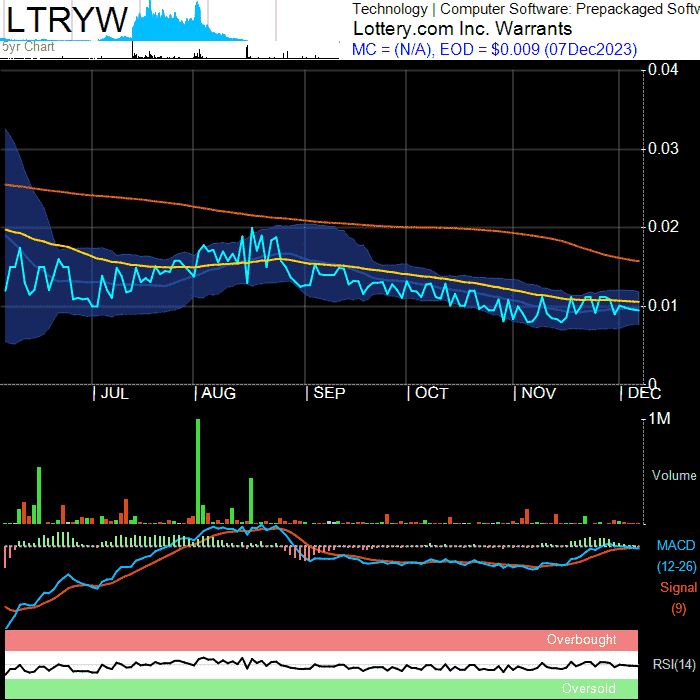 LTRYW
5yr Chart
Technology | Computer Software: Prepackaged Softw
Lottery.com Inc. Warrants
MC = (N/A), EOD = $0.009 (07Dec2023)
0.04
0.03
0.02
0.01
0
| JUL | AUG | SEP | OCT | NOV | DEC
1M
Volume
MACD
(12-26)
Signal
(9)
Overbought
RSI(14)
Oversold